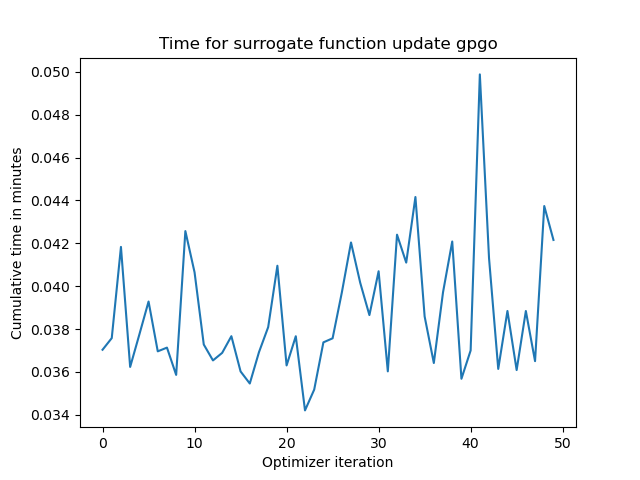 Time for surrogate function update gpgo
0.050
0.048
0.046
0.044
0.042
0.040
0.038
0.036
0.034
Cumulative time in minutes
0 10 20 30 40 50
Optimizer iteration